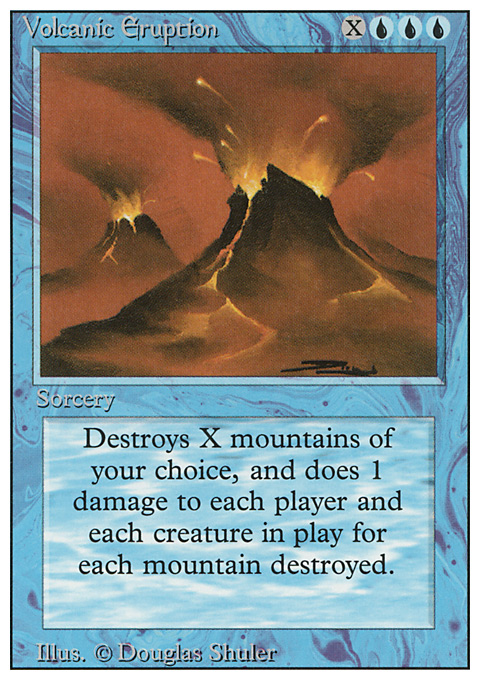 Volcanic Eruption X
Sorcery
Destroys X mountains of
your choice, and does 1
damage to each player and
each creature in play for
each mountain destroyed.
Illus. © Douglas Shuler